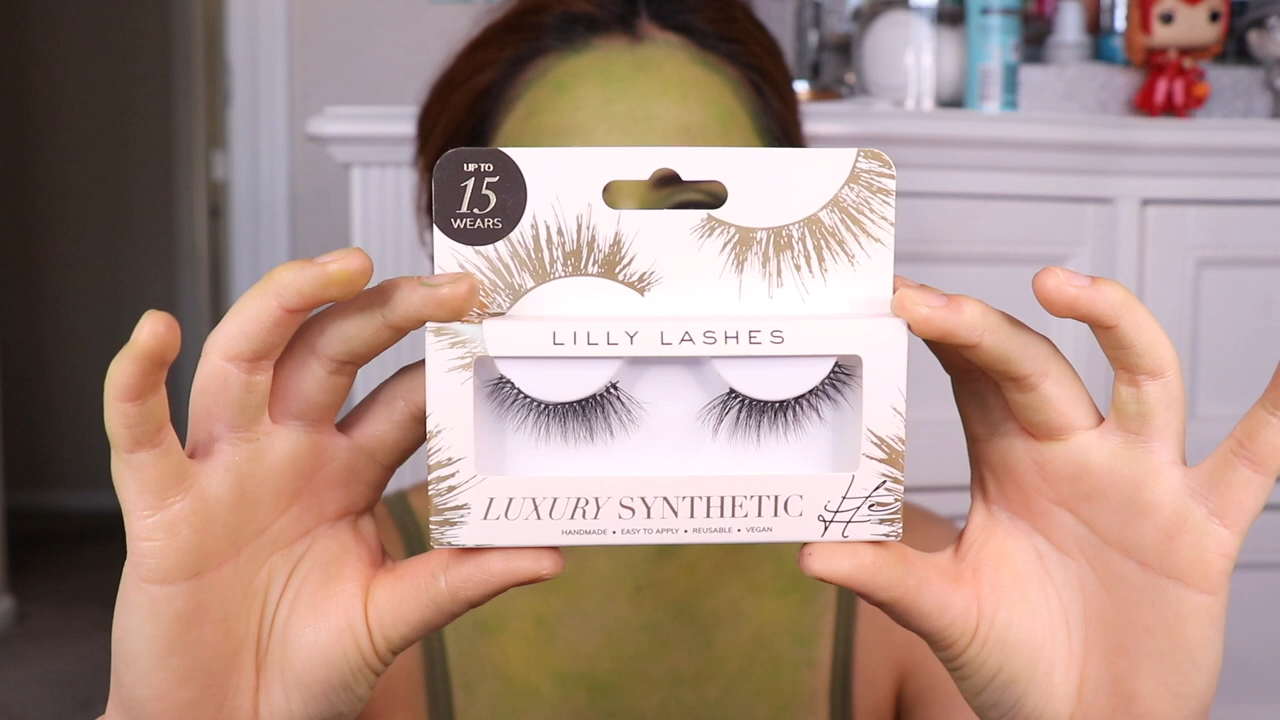 UP TO
15
WEARS
LILLY LASHES
LUXURY SYNTHETIC
HANDMADE • EASY TO APPLY • REUSABLE • VEGAN